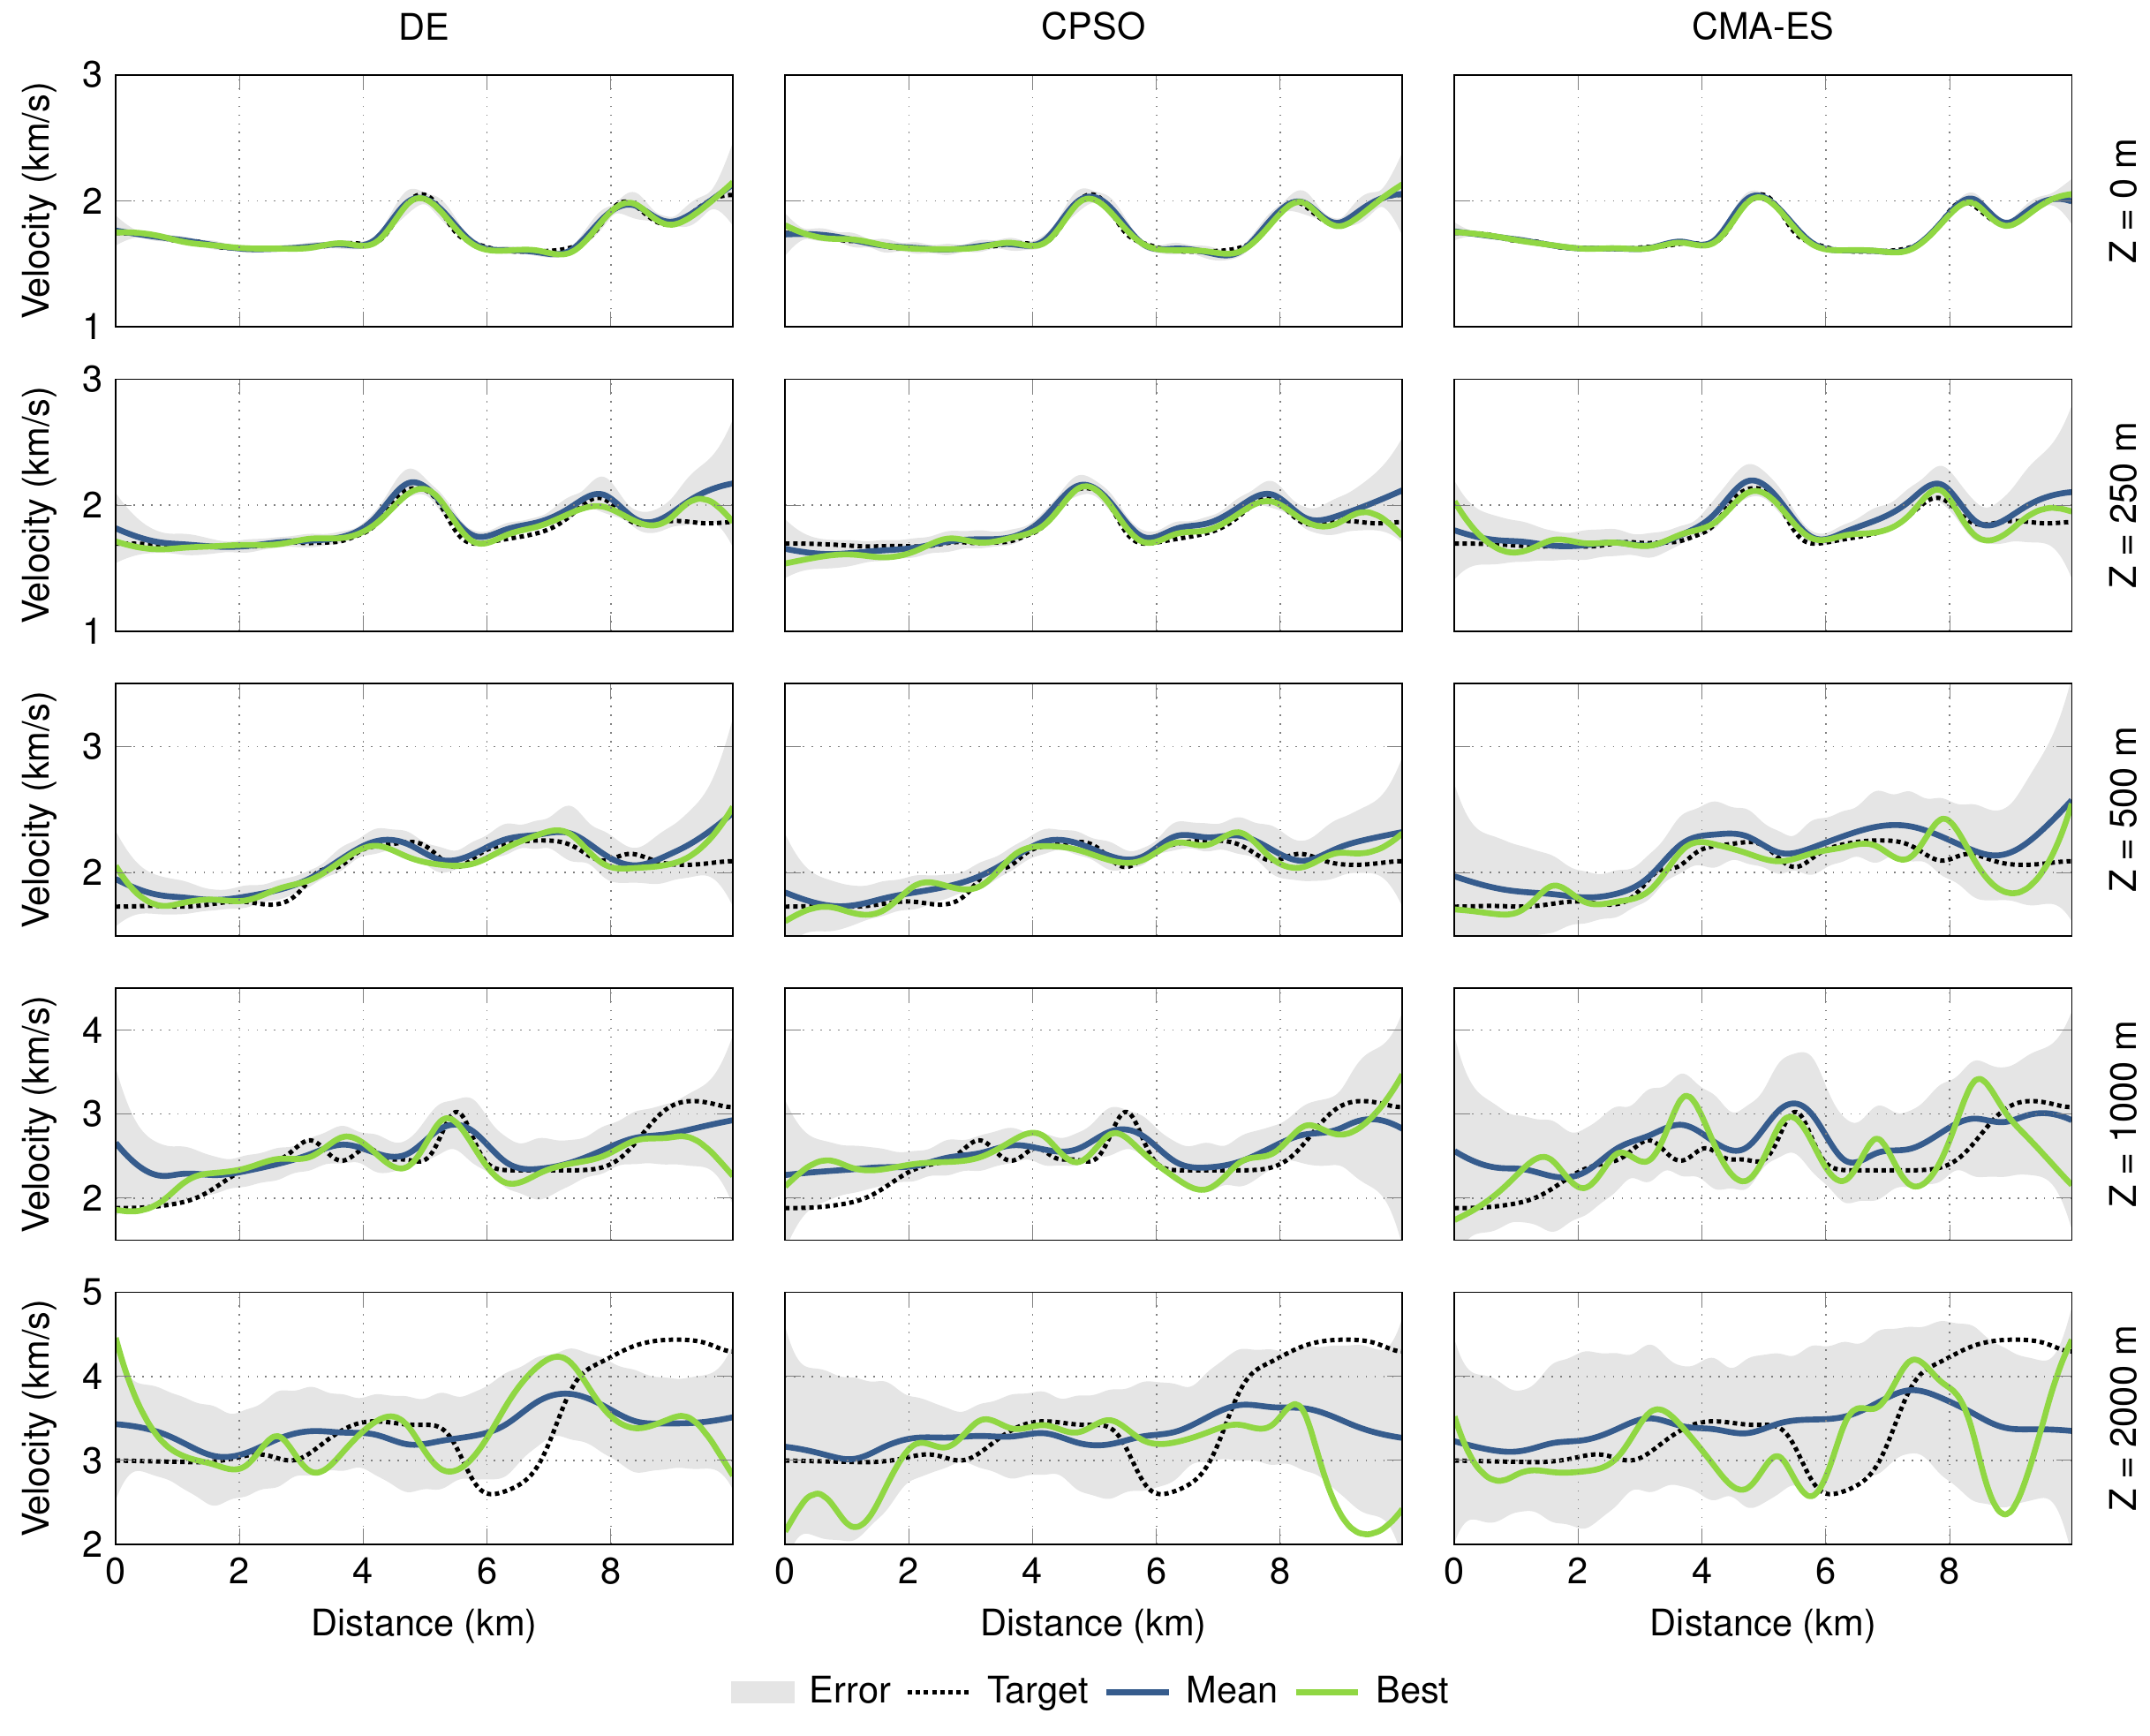 DE CPSO CMA-ES
Velocity (km/s) 3 2 1 Z = 0 m
Velocity (km/s) 3 2 1 Z = 250 m
Velocity (km/s) 3 2 Z = 500 m
Velocity (km/s) 4 3 2 Z = 1000 m
Velocity (km/s) 5 4 3 2 Z = 2000 m
0 2 4 6 8 0 2 4 6 8 0 2 4 6 8
Distance (km) Distance (km) Distance (km)
Error Target Mean Best